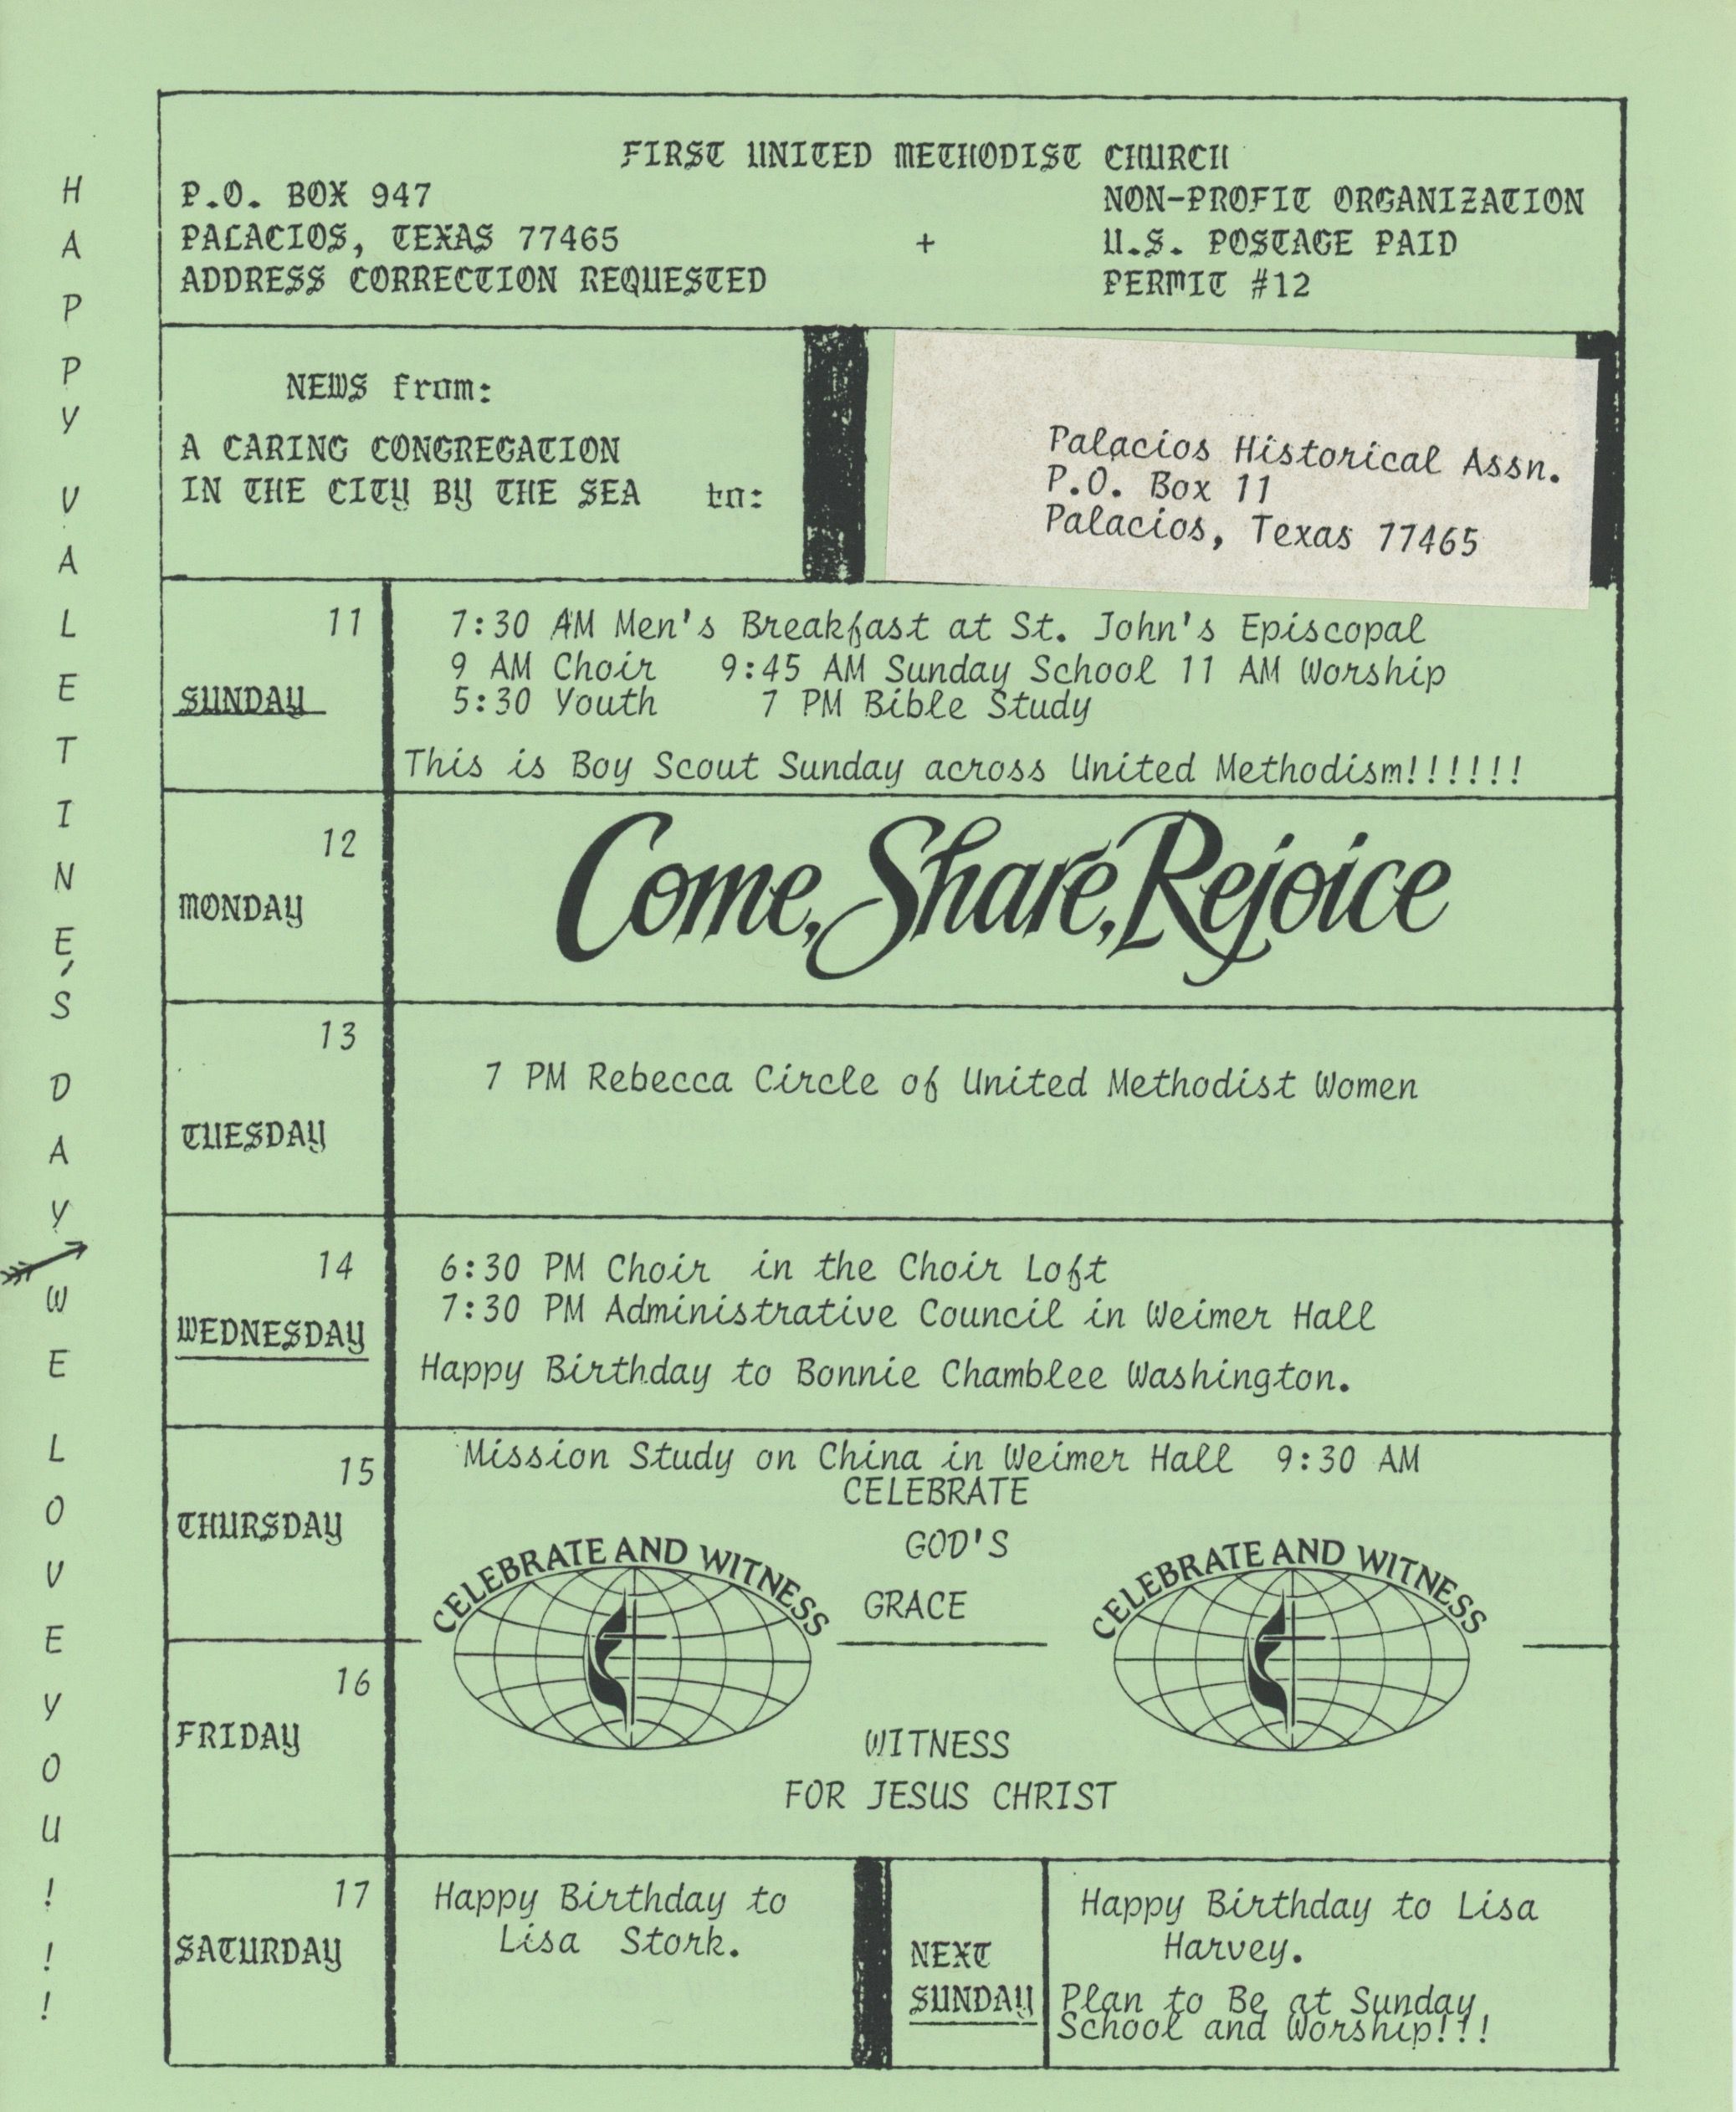 FIRST UNITED METHODIST CHURCH
P.O. BOX 947
PALACIOS, TEXAS 77465
ADDRESS CORRECTION REQUESTED
+
NON-PROFIT ORGANIZATION
U.S. POSTAGE PAID
PERMIT #12
NEWS from:
A CARING CONGREGATION
IN THE CITY BY THE SEA to:
Palacios Historical Assn.
P.O. Box 11
Palacios, Texas 77465
11
SUNDAY
7:30 AM Men's Breakfast at St. John's Episcopal
9 AM Choir 9:45 AM Sunday School 11 AM Worship
5:30 Youth 7 PM Bible Study
This is Boy Scout Sunday across United Methodism!!!!!!
12
MONDAY
Come, Share, Rejoice
13
TUESDAY
7 PM Rebecca Circle of United Methodist Women
14
WEDNESDAY
6:30 PM Choir in the Choir Loft
7:30 PM Administrative Council in Weimer Hall
Happy Birthday to Bonnie Chamblee Washington.
15
THURSDAY
Mission Study on China in Weimer Hall 9:30 AM
CELEBRATE
GOD'S
GRACE
CELEBRATE AND WITNESS
CELEBRATE AND WITNESS
16
FRIDAY
WITNESS
FOR JESUS CHRIST
17
SATURDAY
Happy Birthday to
Lisa Stork.
NEXT
SUNDAY
Happy Birthday to Lisa
Harvey.
Plan to Be at Sunday
School and Worship!!!
HAPPY VALETINE'S DAY WE LOVE YOU!!!